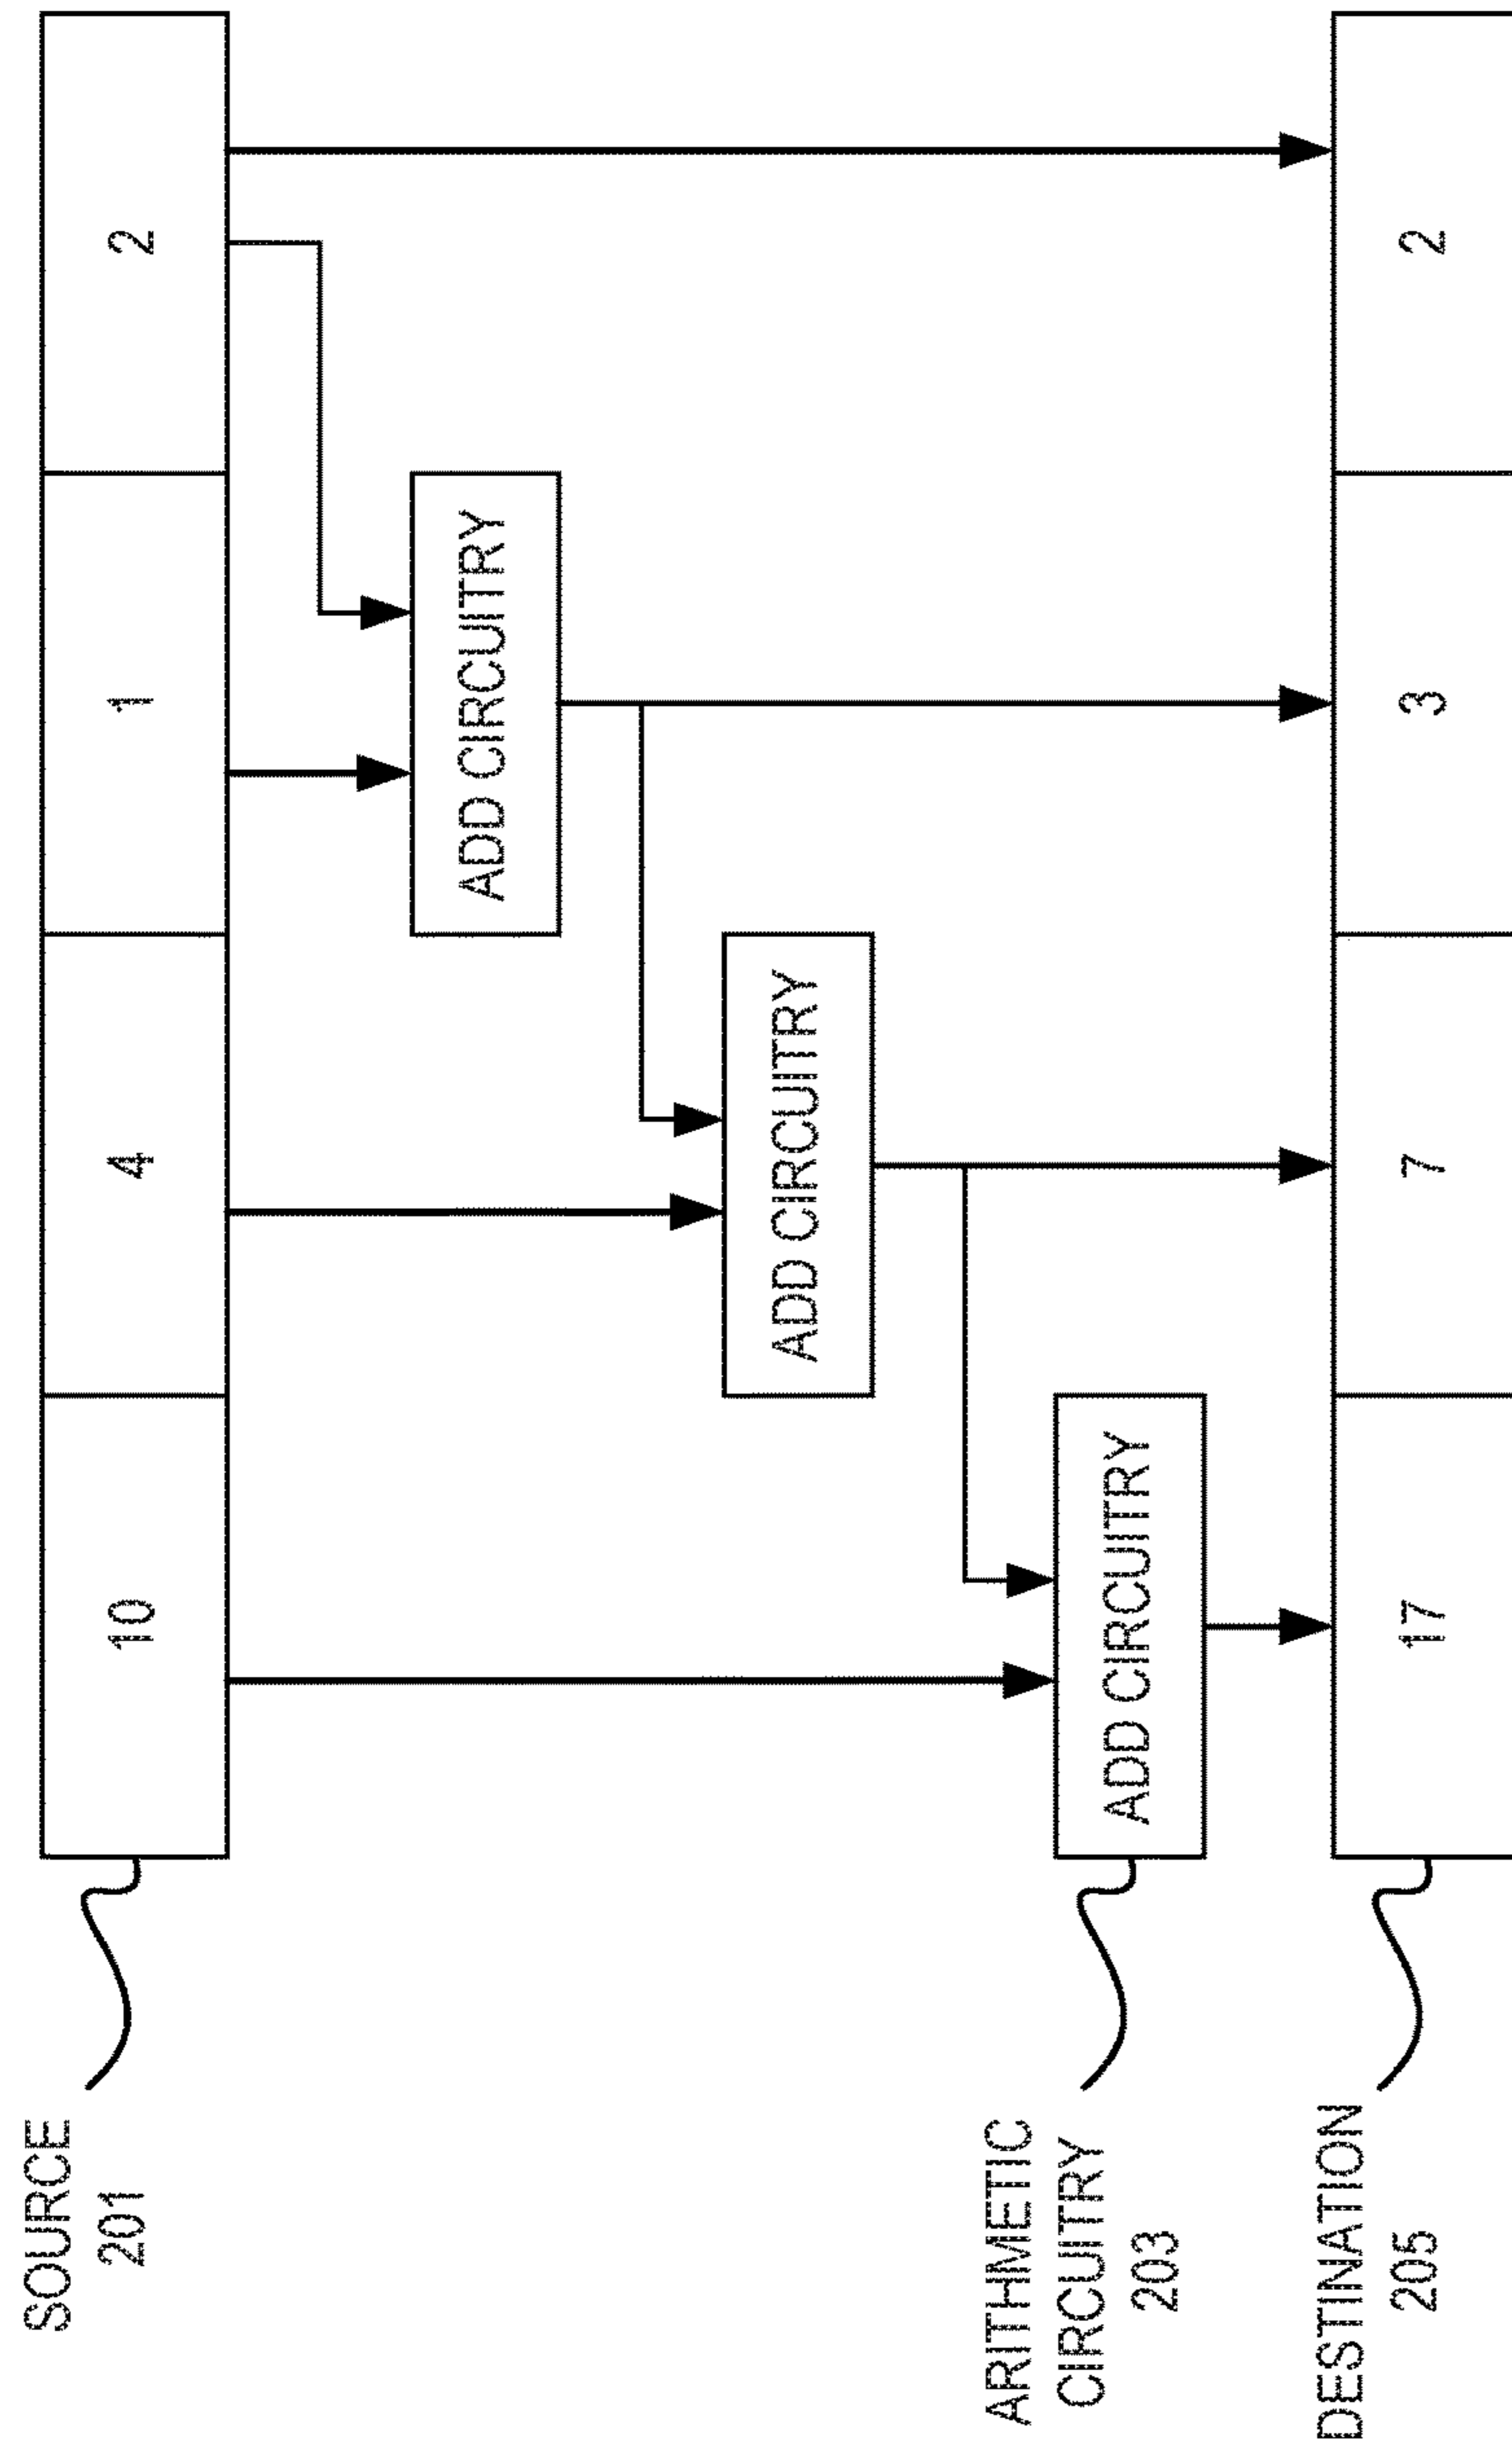 SOURCE
201
10
4
1
2
ADD CIRCUITRY
ADD CIRCUITRY
ADD CIRCUITRY
ARITHMETIC
CIRCUITRY
203
DESTINATION
205
17
7
3
2